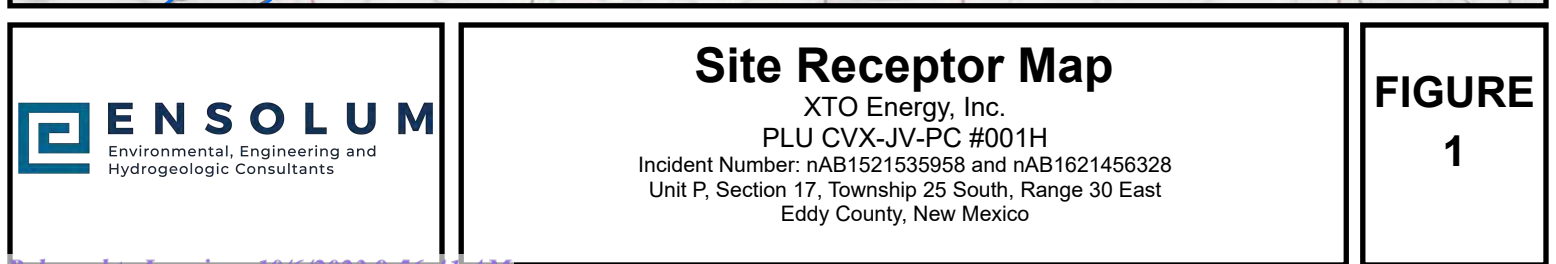 ENSOLUM
Environmental, Engineering and
Hydrogeologic Consultants
Site Receptor Map
XTO Energy, Inc.
PLU CVX-JV-PC #001H
Incident Number: nAB1521535958 and nAB1621456328
Unit P, Section 17, Township 25 South, Range 30 East
Eddy County, New Mexico
FIGURE
1